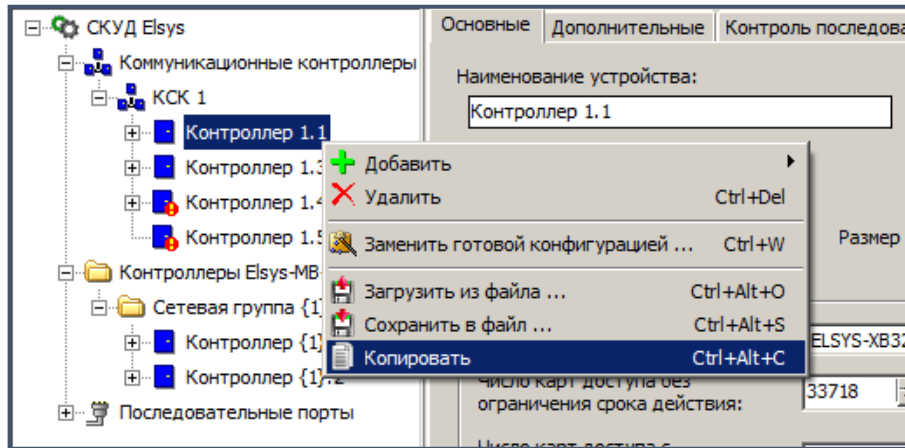 СКУД Elsys
Коммуникационные контроллеры
КСК 1
Контроллер 1.1
Контроллер 1.3
Контроллер 1.4
Контроллер 1.5
Контроллеры Elsys-MB
Сетевая группа {1}
Контроллер {1}
Контроллер {1}.2
Последовательные порты
Основные
Дополнительные
Контроль последова
Наименование устройства:
Контроллер 1.1
Размер
ELSYS-XB32
Число карт доступа без
ограничения срока действия:
33718
Число карт доступа с
Добавить
Удалить Ctrl+Del
Заменить готовой конфигурацией ... Ctrl+W
Загрузить из файла ... Ctrl+Alt+O
Сохранить в файл ... Ctrl+Alt+S
Копировать Ctrl+Alt+C